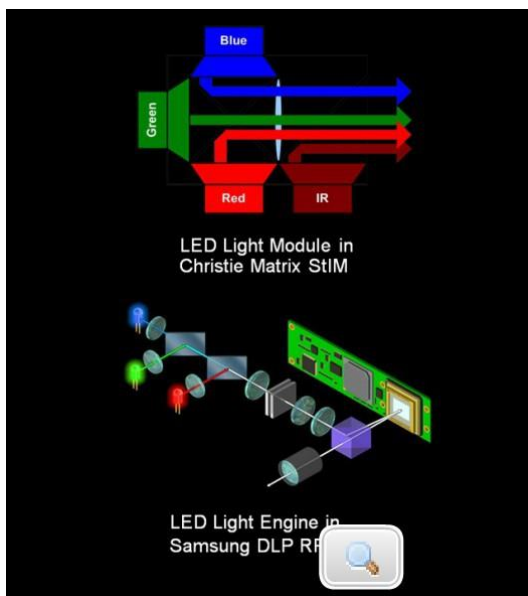 Blue
Green
Red
IR
LED Light Module in
Christie Matrix StIM
LED Light Engine in
Samsung DLP